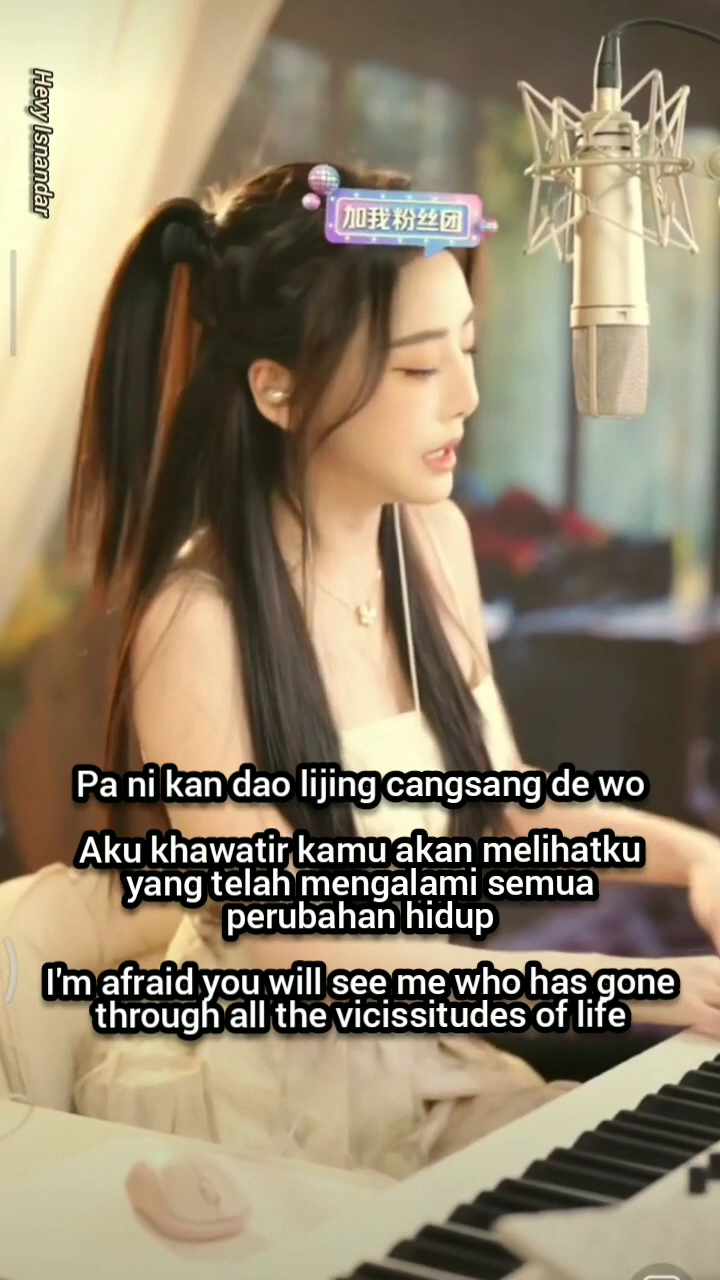 Hevy Isnandar
加我粉丝团
Pa ni kan dao lijing cangsang de wo
Aku khawatir kamu akan melihatku
yang telah mengalami semua
perubahan hidup
I'm afraid you will see me who has gone
through all the vicissitudes of life